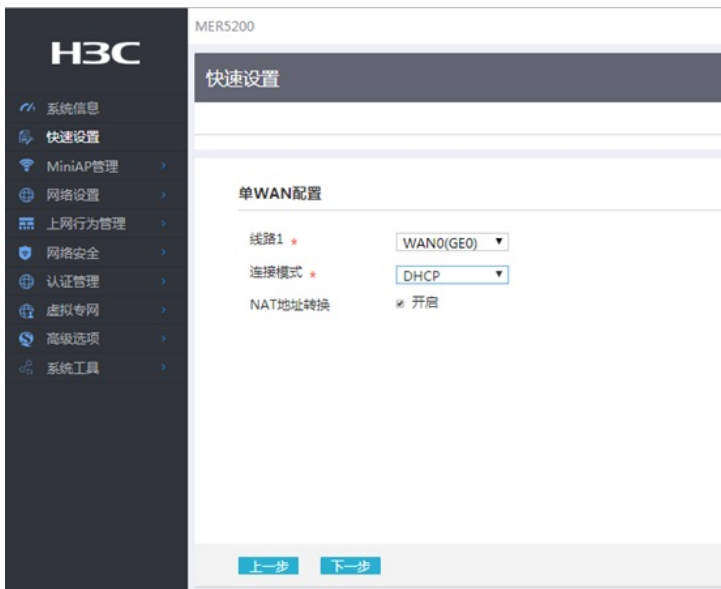 MER5200
H3C
快速设置
系统信息
快速设置
MiniAP管理
网络设置
上网行为管理
网络安全
认证管理
虚拟专网
高级选项
系统工具
单WAN配置
线路1 * WAN0(GE0)
连接模式 * DHCP
NAT地址转换 开启
上一步 下一步